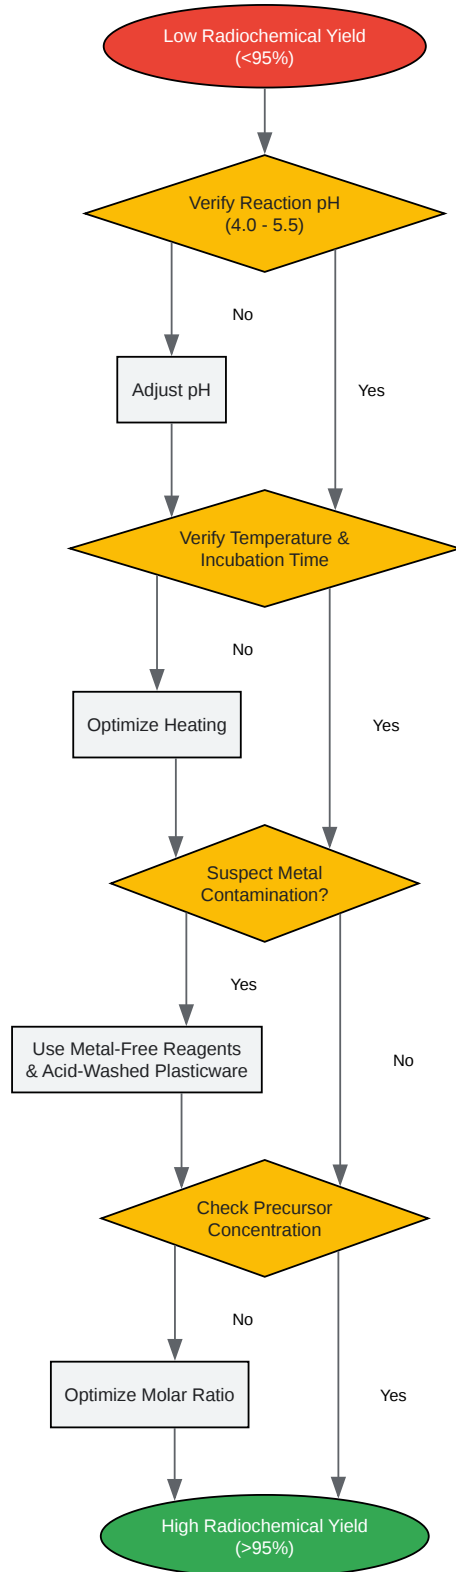 Low Radiochemical Yield
(<95%)
Verify Reaction pH
(4.0 - 5.5)
No
Adjust pH
Yes
Verify Temperature &
Incubation Time
No
Optimize Heating
Yes
Suspect Metal
Contamination?
Yes
Use Metal-Free Reagents
& Acid-Washed Plasticware
No
Check Precursor
Concentration
No
Optimize Molar Ratio
Yes
High Radiochemical Yield
(>95%)